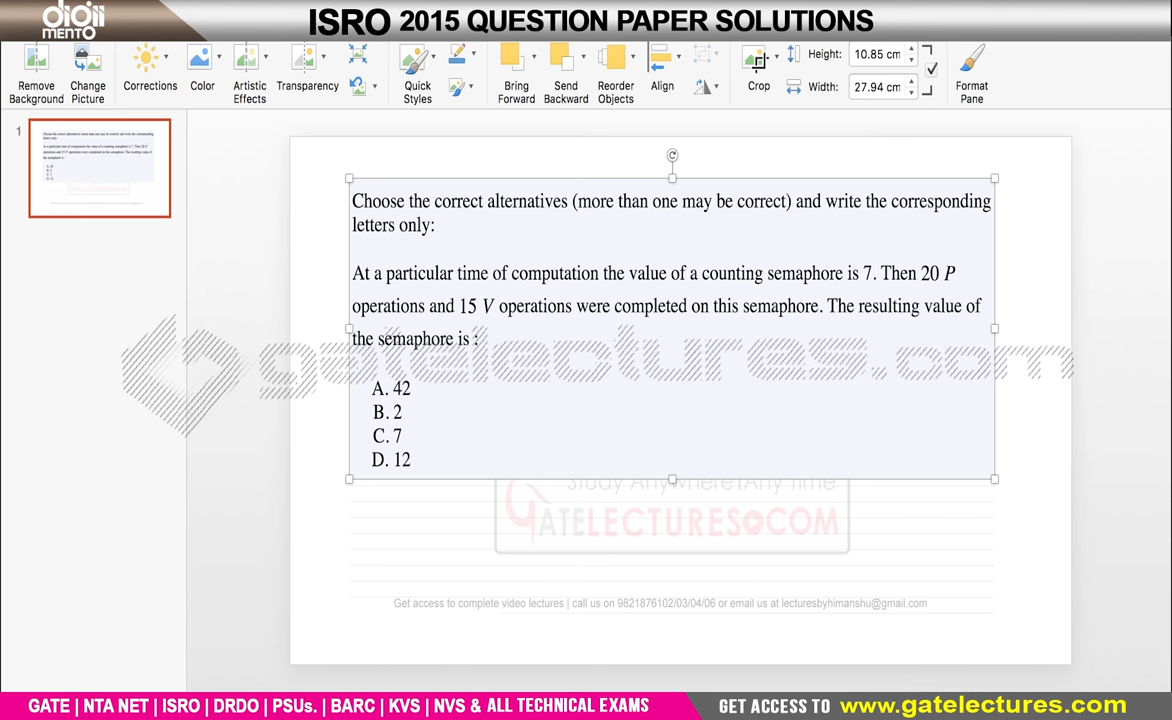 digii
MENTO
ISRO 2015 QUESTION PAPER SOLUTIONS
Remove Background
Change Picture
Corrections
Color
Artistic Effects
Transparency
Quick Styles
Bring Forward
Send Backward
Reorder Objects
Align
Crop
Height: 10.85 cm
Width: 27.94 cm
Format Pane
1
Choose the correct alternatives (more than one may be correct) and write the corresponding
letters only:
At a particular time of computation the value of a counting semaphore is 7. Then 20 P
operations and 15 V operations were completed on this semaphore. The resulting value of
the semaphore is :
gatelectures.com
A. 42
B. 2
C. 7
D. 12
Study Anywhere Any Time
GATELECTURES.COM
Get access to complete video lectures | call us on 9821876102/03/04/06 or email us at lecturesbyhimanshu@gmail.com
GATE | NTA NET | ISRO | DRDO | PSUs. | BARC | KVS | NVS & ALL TECHNICAL EXAMS
GET ACCESS TO www.gatelectures.com